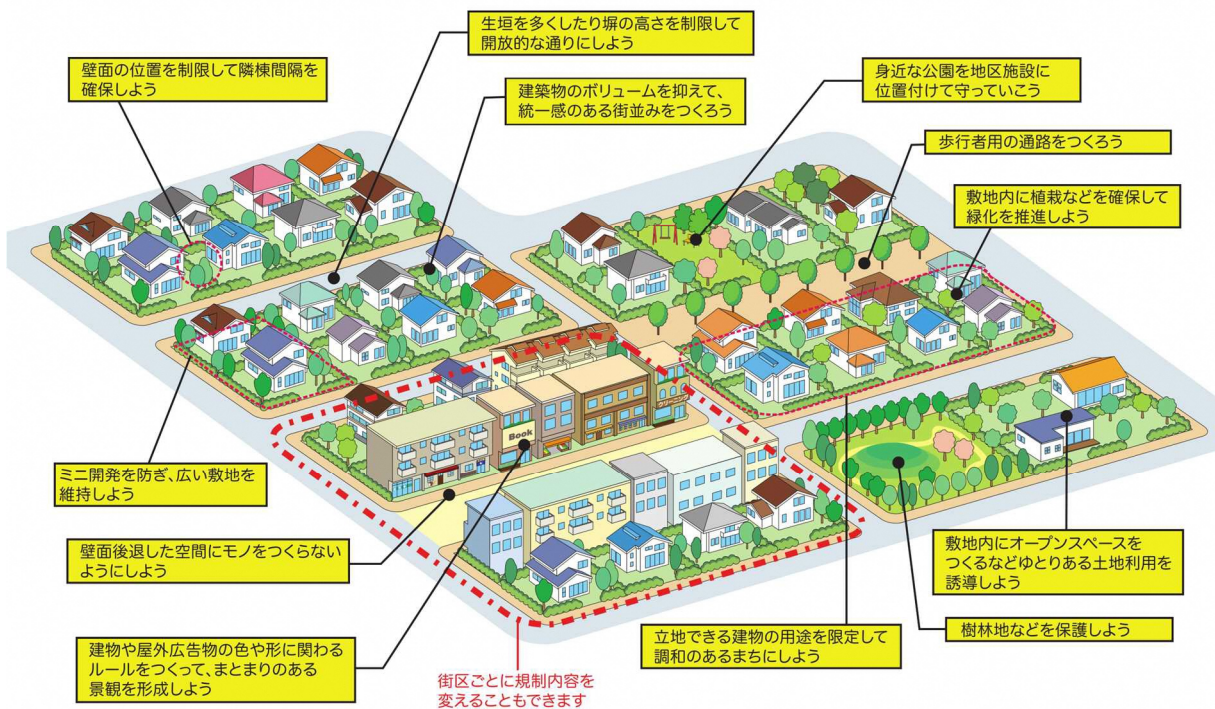 生垣を多くしたり塀の高さを制限して
開放的な通りにしよう
壁面の位置を制限して隣棟間隔を
確保しよう
建築物のボリュームを抑えて、
統一感のある街並みをつくろう
身近な公園を地区施設に
位置付けて守っていこう
歩行者用の通路をつくろう
敷地内に植栽などを確保して
緑化を推進しよう
クリーニング
Book
ミニ開発を防ぎ、広い敷地を
維持しよう
壁面後退した空間にモノをつくらない
ようにしよう
敷地内にオープンスペースを
つくるなどゆとりある土地利用を
誘導しよう
樹林地などを保護しよう
建物や屋外広告物の色や形に関わる
ルールをつくって、まとまりのある
景観を形成しよう
街区ごとに規制内容を
変えることもできます
立地できる建物の用途を限定して
調和のあるまちにしよう